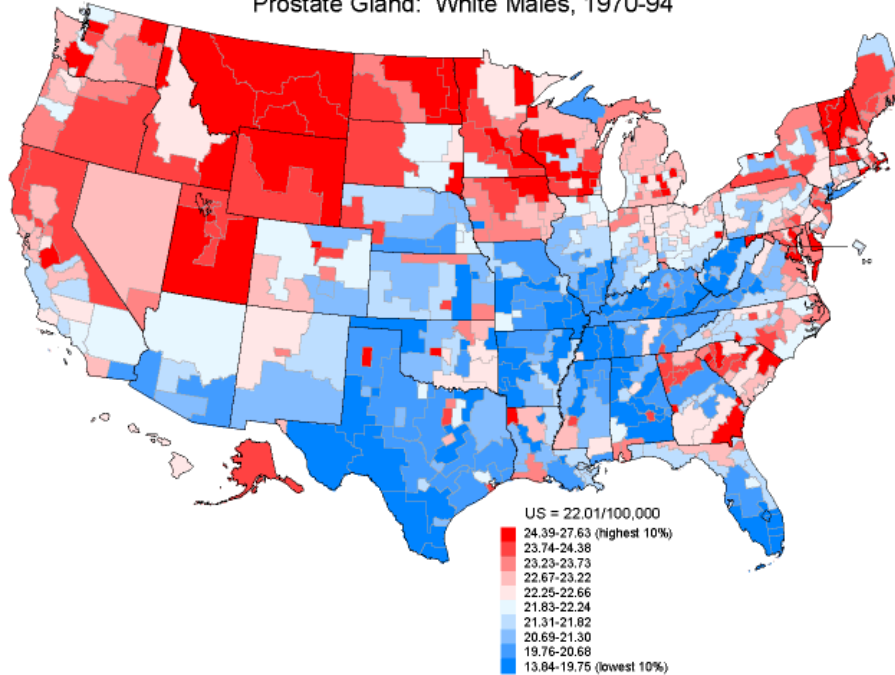 Prostate Gland: White Males, 1970-94
US = 22.01/100,000
24.39-27.63 (highest 10%)
23.74-24.38
23.23-23.73
22.67-23.22
22.25-22.66
21.83-22.24
21.31-21.82
20.69-21.30
19.76-20.68
13.84-19.75 (lowest 10%)